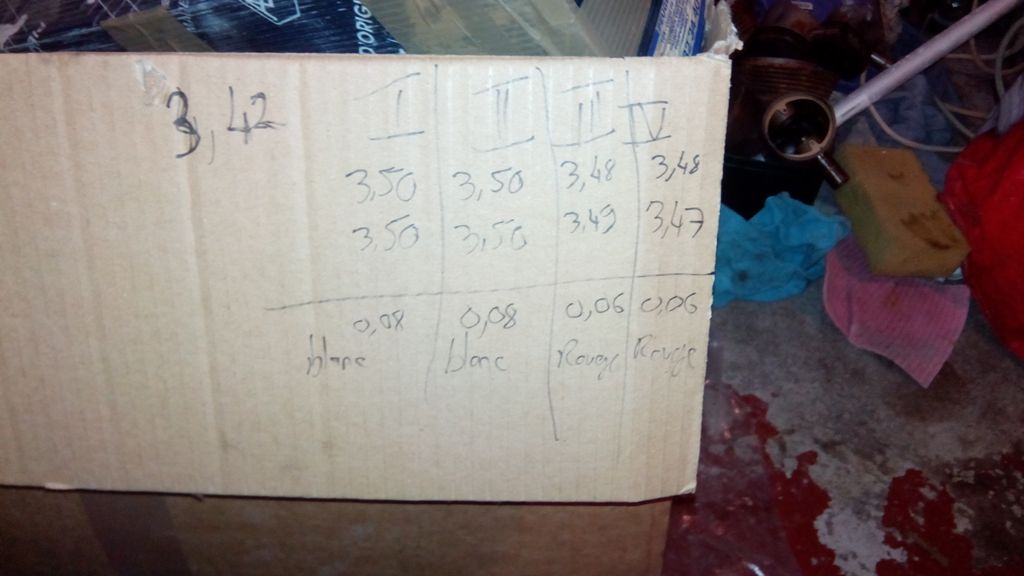 DORIGI
3,42
I II III IV
3,50 3,50 3,48 3,48
3,50 3,50 3,49 3,47
0,08 0,08 0,06 0,06
blanc blanc Rouge Rouge